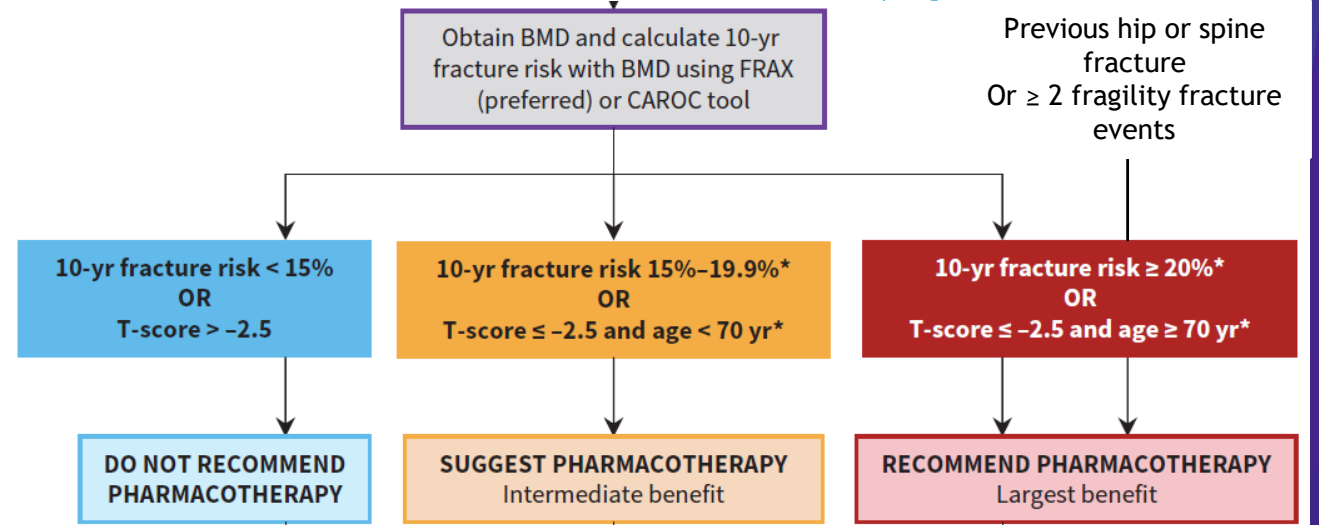 Obtain BMD and calculate 10-yr
fracture risk with BMD using FRAX
(preferred) or CAROC tool
Previous hip or spine
fracture
Or ≥ 2 fragility fracture
events
10-yr fracture risk < 15%
OR
T-score > –2.5
10-yr fracture risk 15%–19.9%*
OR
T-score ≤ –2.5 and age < 70 yr*
10-yr fracture risk ≥ 20%*
OR
T-score ≤ –2.5 and age ≥ 70 yr*
DO NOT RECOMMEND
PHARMACOTHERAPY
SUGGEST PHARMACOTHERAPY
Intermediate benefit
RECOMMEND PHARMACOTHERAPY
Largest benefit